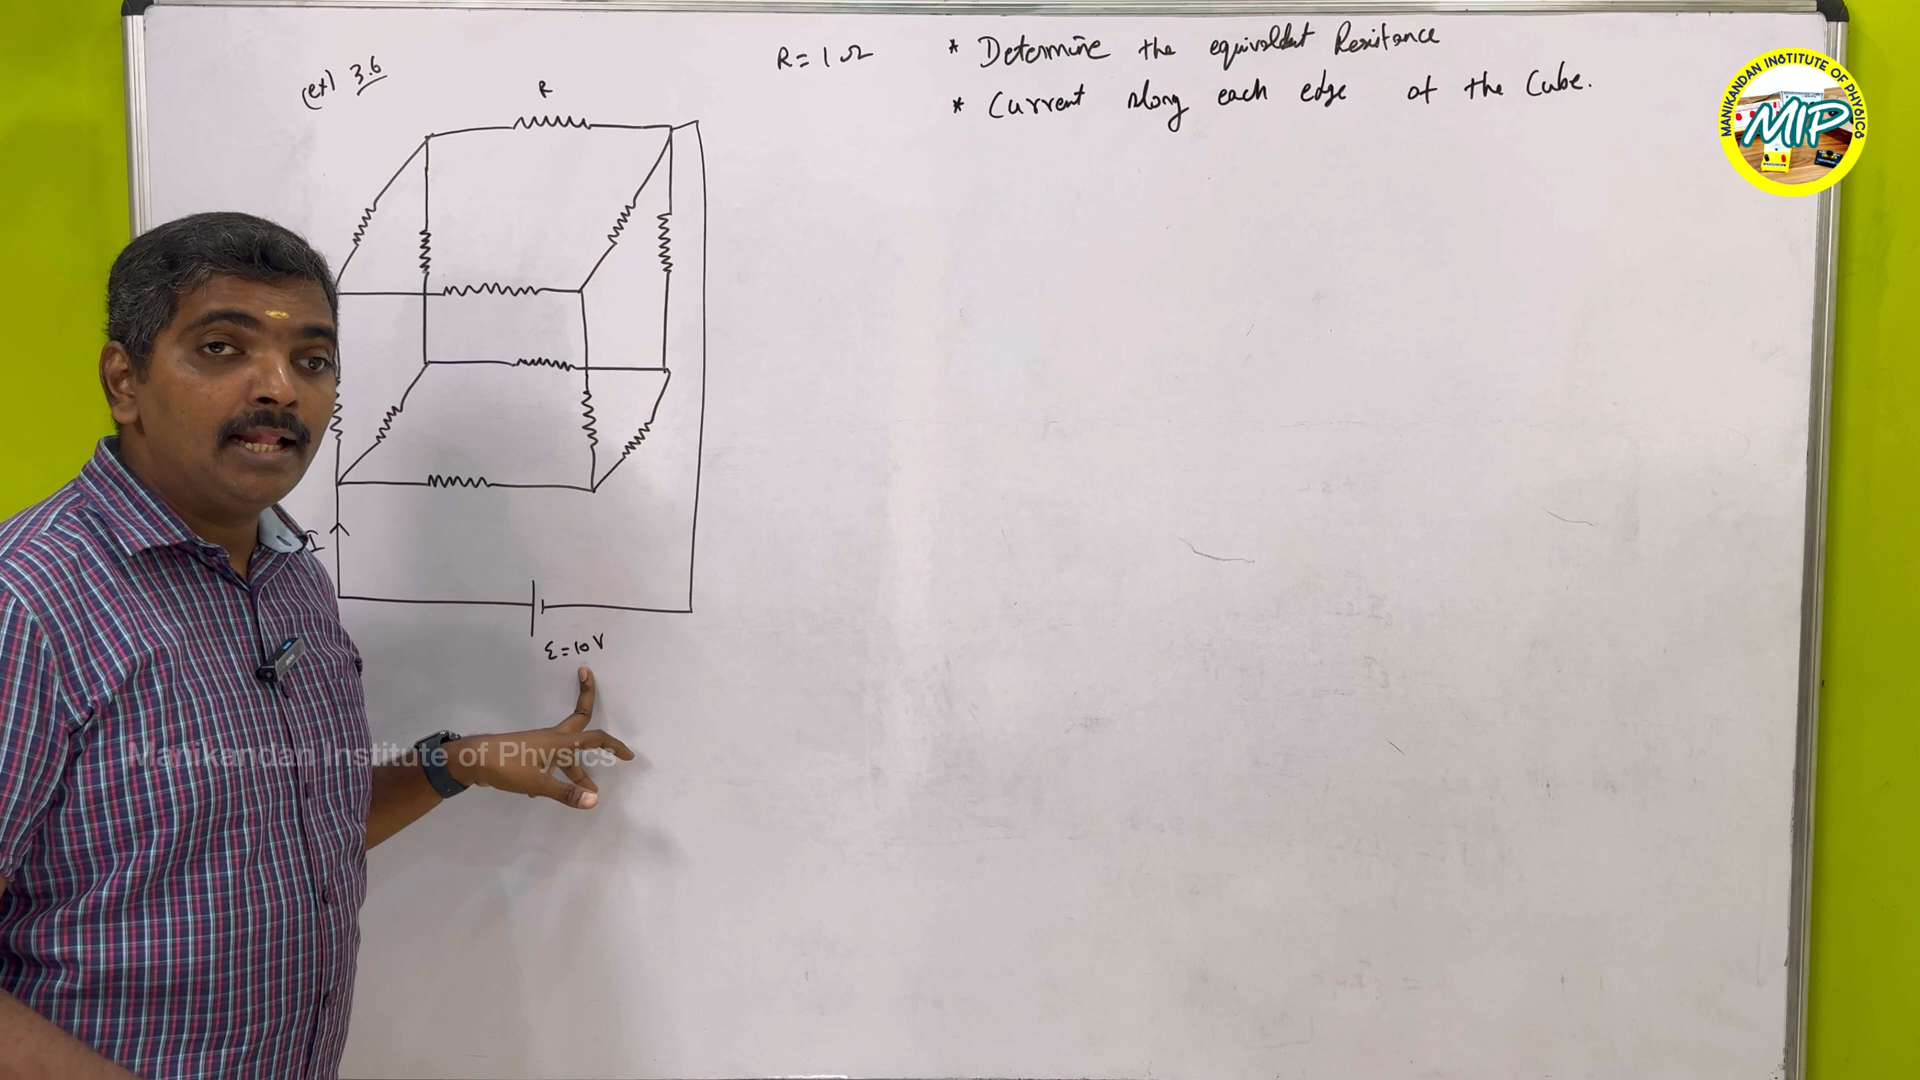 (ex) 3.6
R
R = 1 Ω
* Determine the equivalent Resistance
* Current along each edge of the Cube.
MANIKANDAN INSTITUTE OF PHYSICS
MIP
I
ε = 10 V
Manikandan Institute of Physics